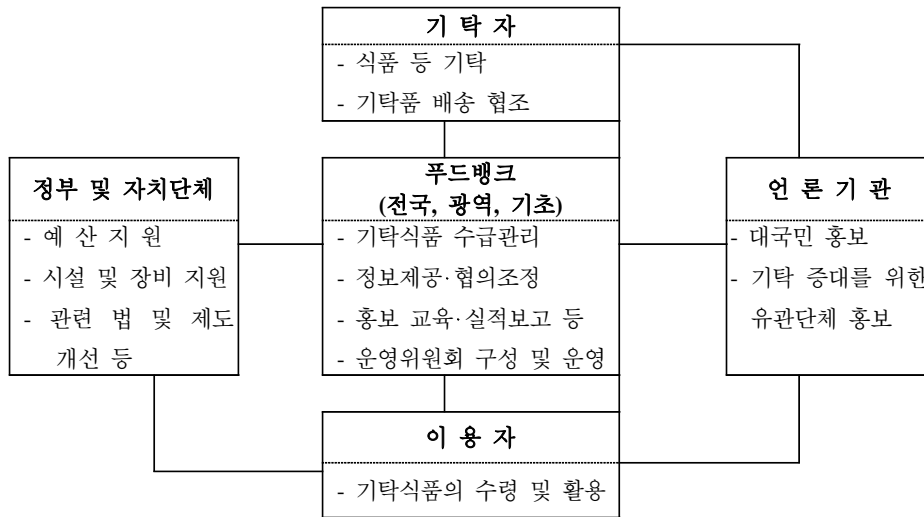 기 탁 자
- 식품 등 기탁
- 기탁품 배송 협조
정부 및 자치단체
- 예 산 지 원
- 시설 및 장비 지원
- 관련 법 및 제도
개선 등
푸드뱅크
(전국, 광역, 기초)
- 기탁식품 수급관리
- 정보제공·협의조정
- 홍보 교육·실적보고 등
- 운영위원회 구성 및 운영
언 론 기 관
- 대국민 홍보
- 기탁 증대를 위한
유관단체 홍보
이 용 자
- 기탁식품의 수령 및 활용